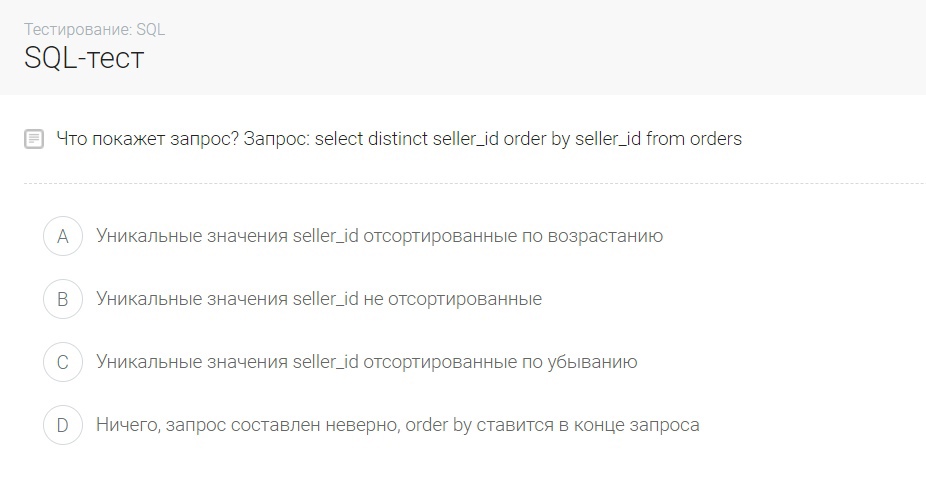 Тестирование: SQL
SQL-тест
Что покажет запрос? Запрос: select distinct seller_id order by seller_id from orders
A Уникальные значения seller_id отсортированные по возрастанию
B Уникальные значения seller_id не отсортированные
C Уникальные значения seller_id отсортированные по убыванию
D Ничего, запрос составлен неверно, order by ставится в конце запроса